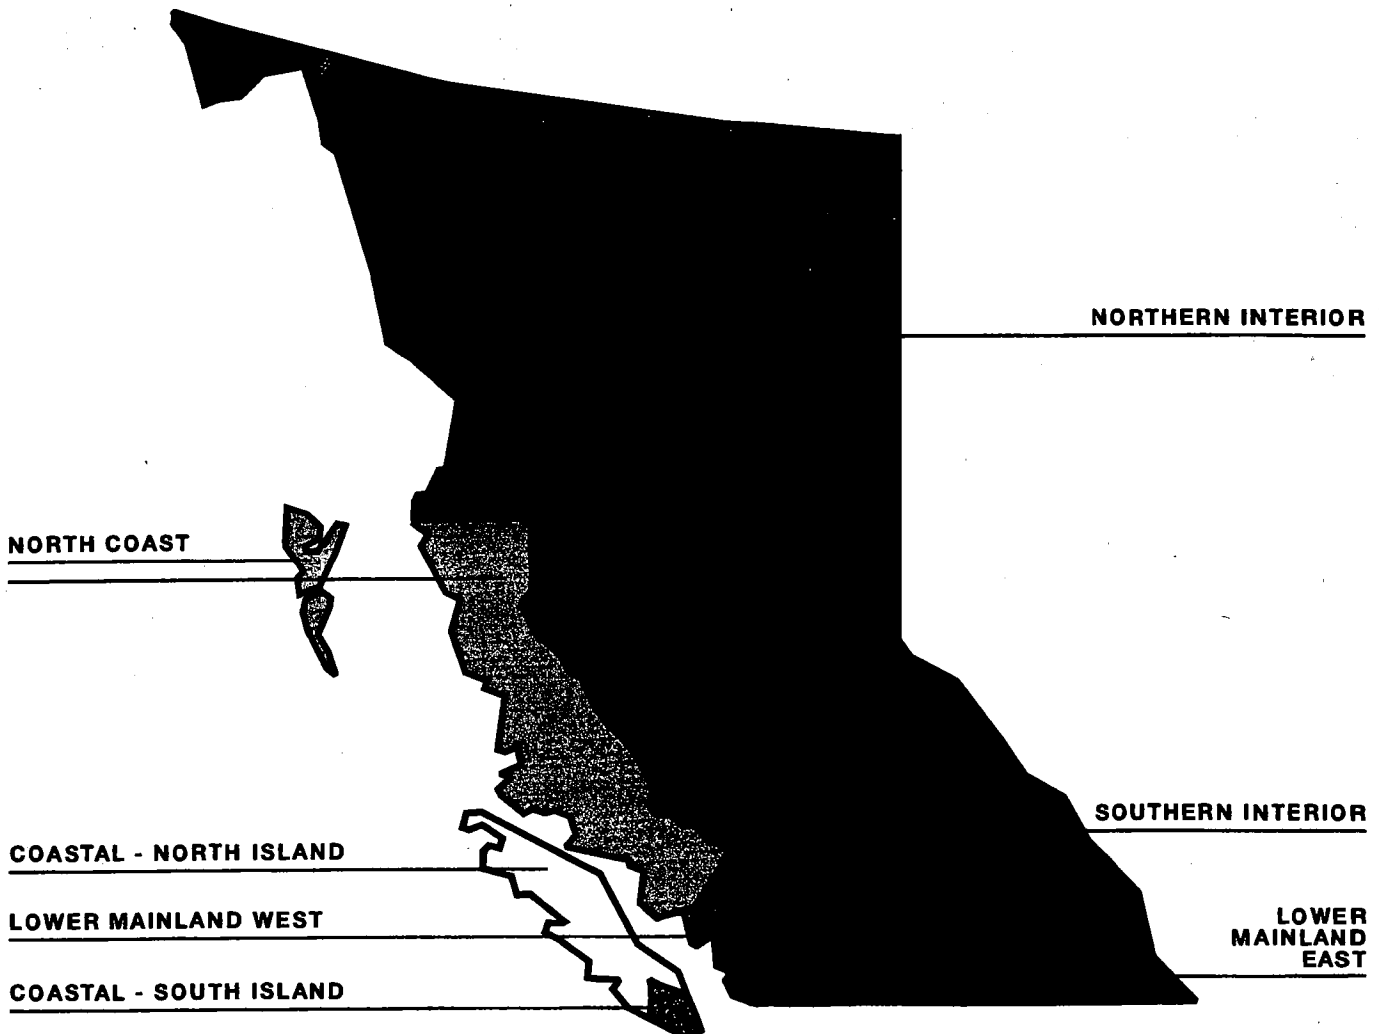 NORTHERN INTERIOR
NORTH COAST
SOUTHERN INTERIOR
COASTAL - NORTH ISLAND
LOWER MAINLAND WEST
LOWER
MAINLAND
EAST
COASTAL - SOUTH ISLAND